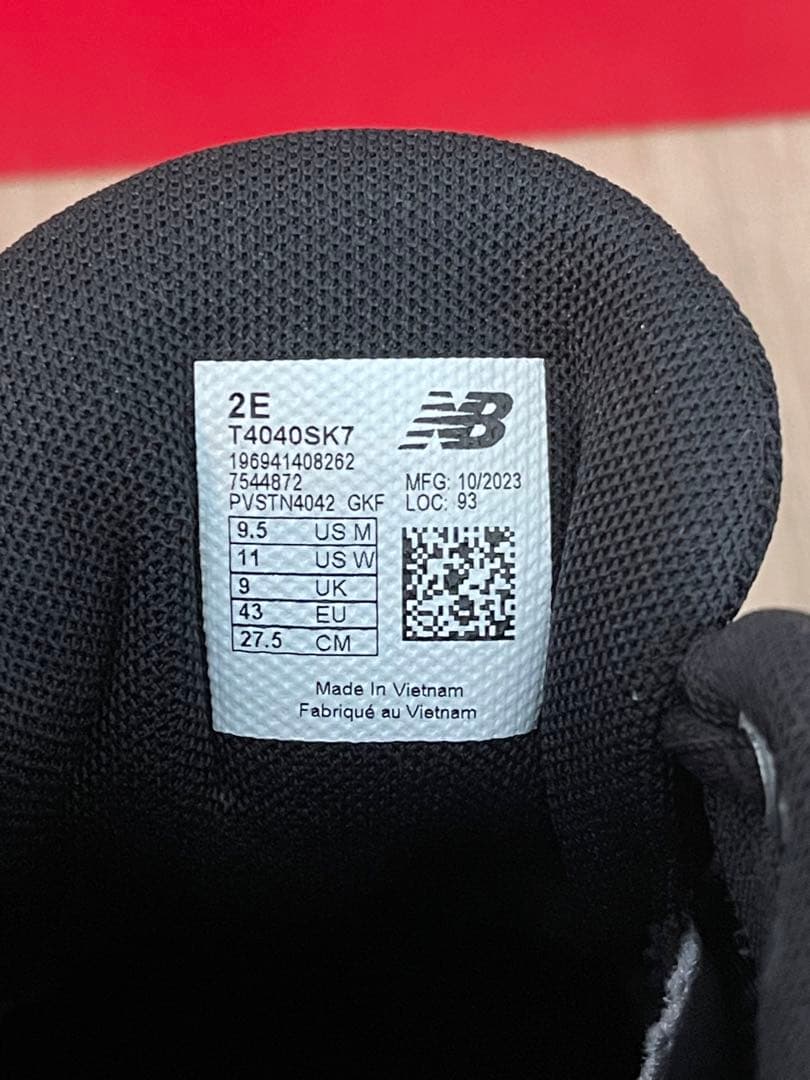 2E
T4040SK7
196941408262
7544872
PVSTN4042 GKF
NB
MFG: 10/2023
LOC: 93
9.5 US M
11 US W
9 UK
43 EU
27.5 CM
Made In Vietnam
Fabriqué au Vietnam